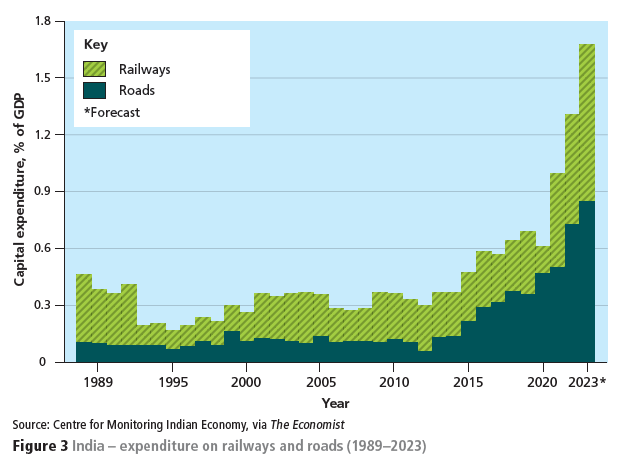 1.8
1.5
1.2
0.9
0.6
0.3
0
Capital expenditure, % of GDP
Key
Railways
Roads
*Forecast
1989 1995 2000 2005 2010 2015 2020 2023*
Year
Source: Centre for Monitoring Indian Economy, via The Economist
Figure 3 India – expenditure on railways and roads (1989–2023)